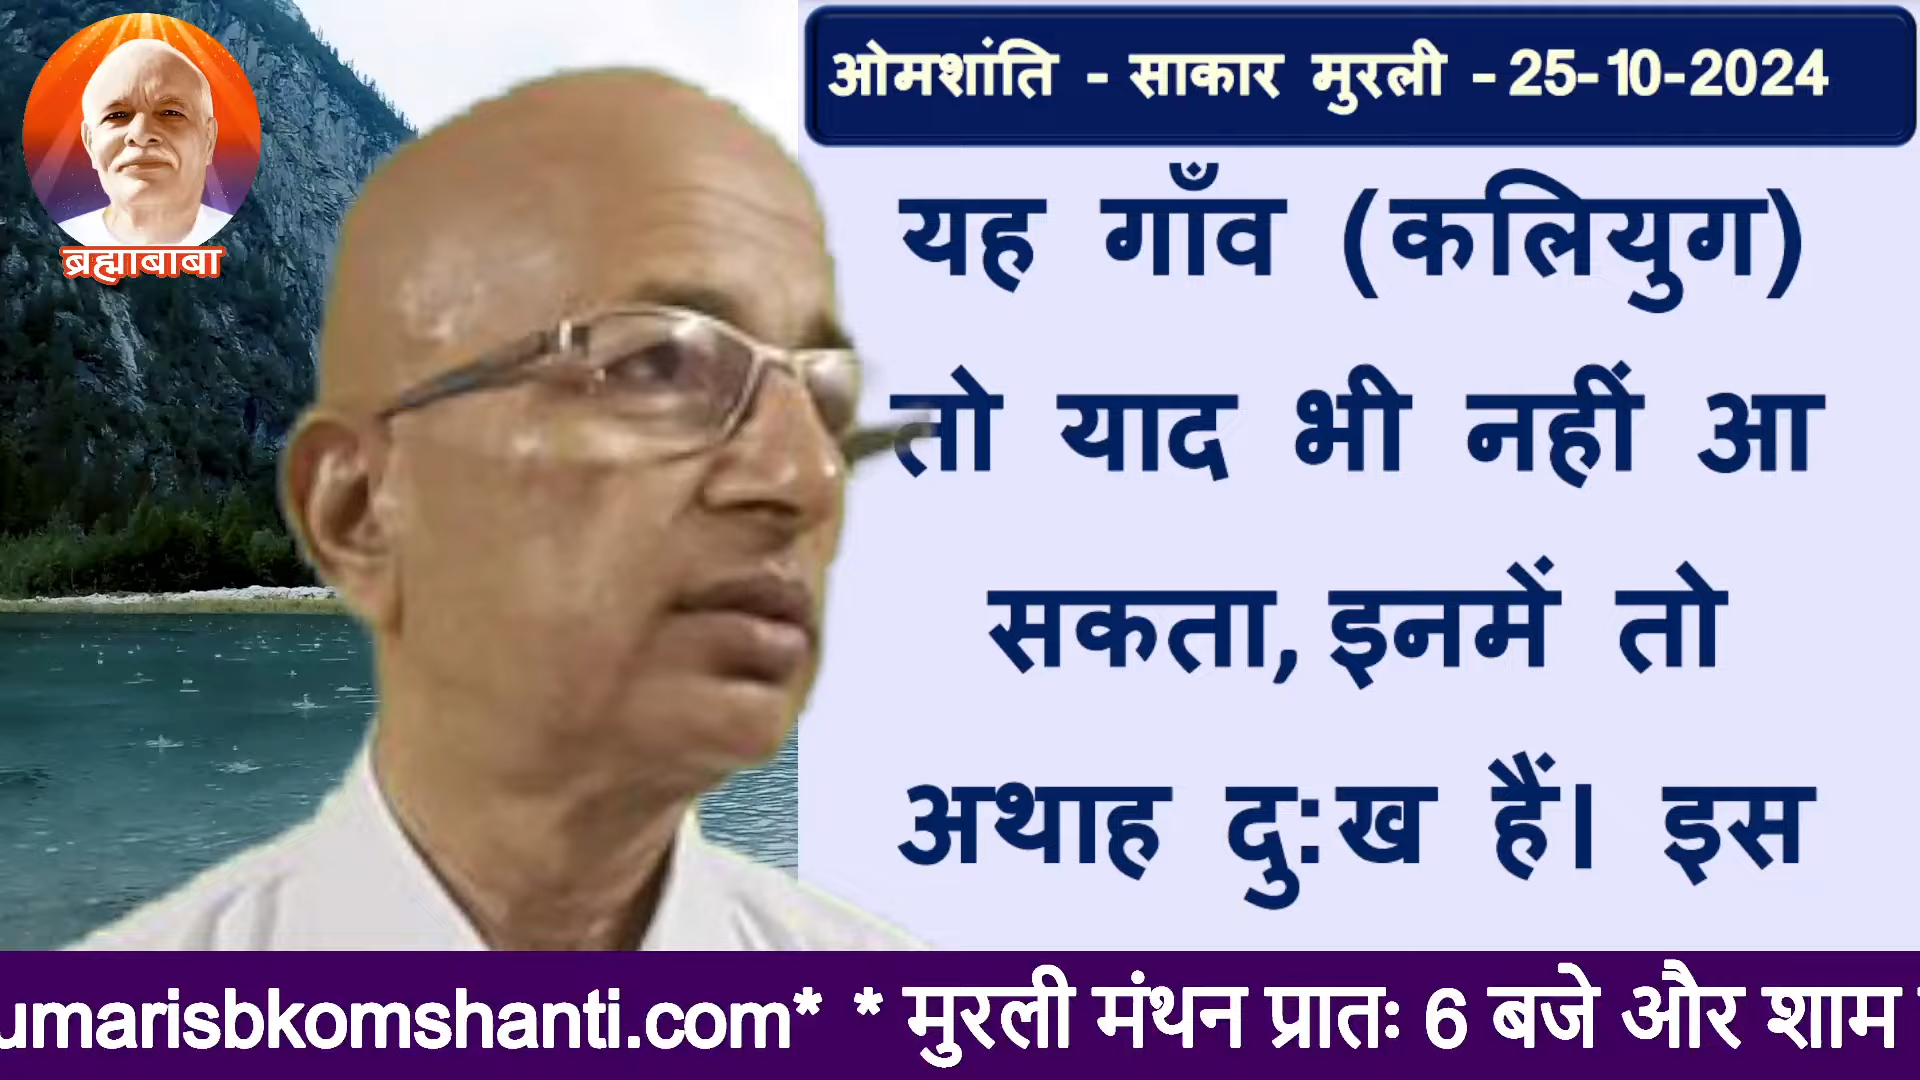 ओमशांति - साकार मुरली - 25-10-2024
ब्रह्माबाबा
यह गाँव (कलियुग)
तो याद भी नहीं आ
सकता, इनमें तो
अथाह दु:ख हैं। इस
umarisbkomshanti.com* * मुरली मंथन प्रातः 6 बजे और शाम